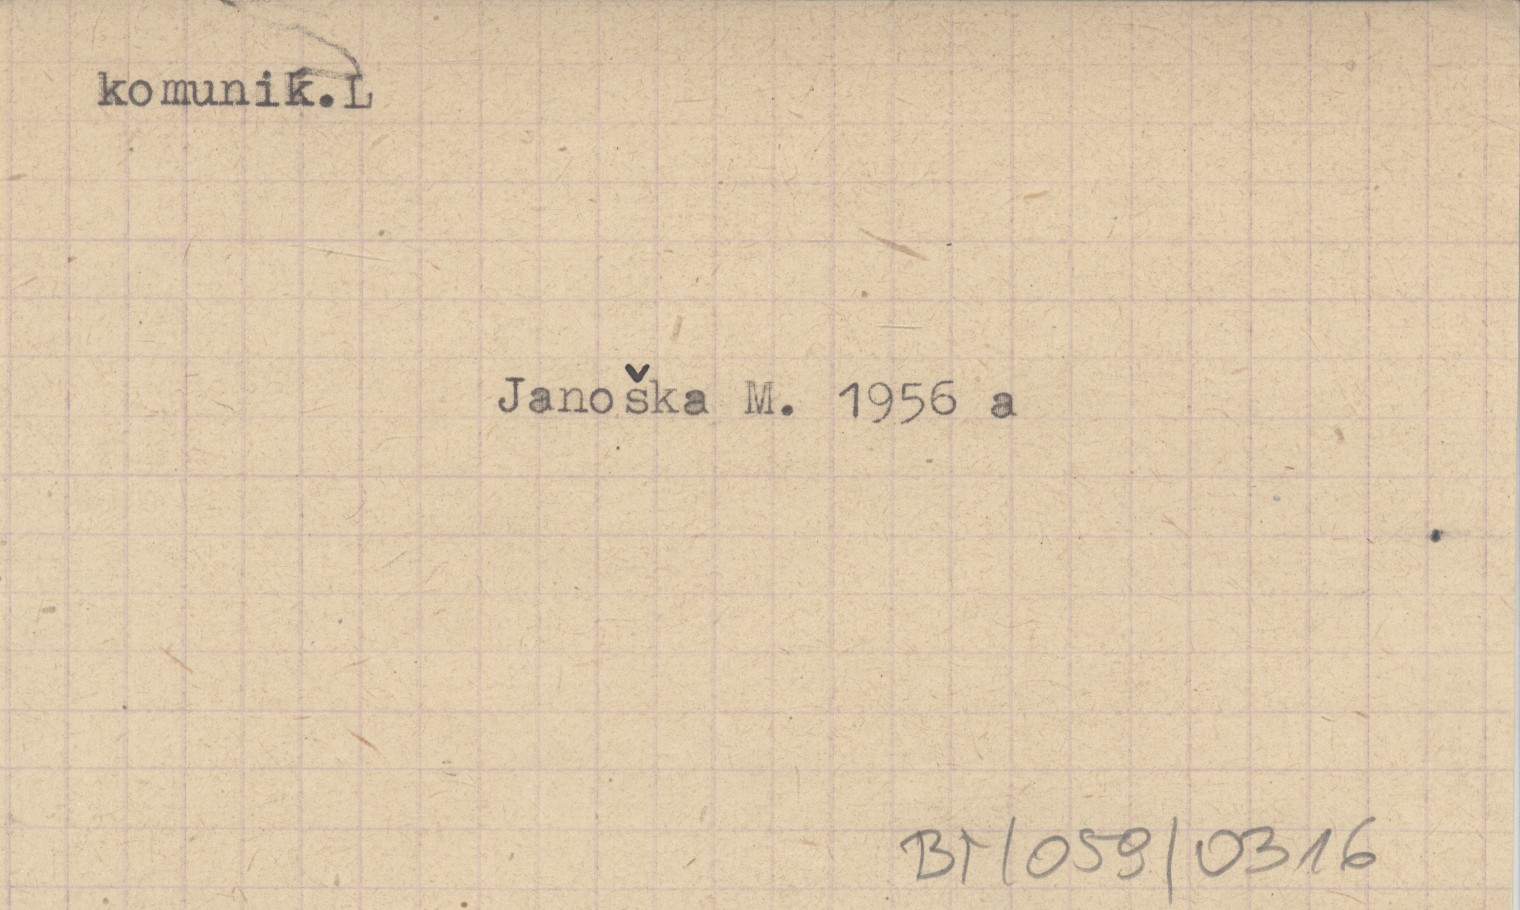 komunik.L
Janoška M. 1956 a
BT/059/0316